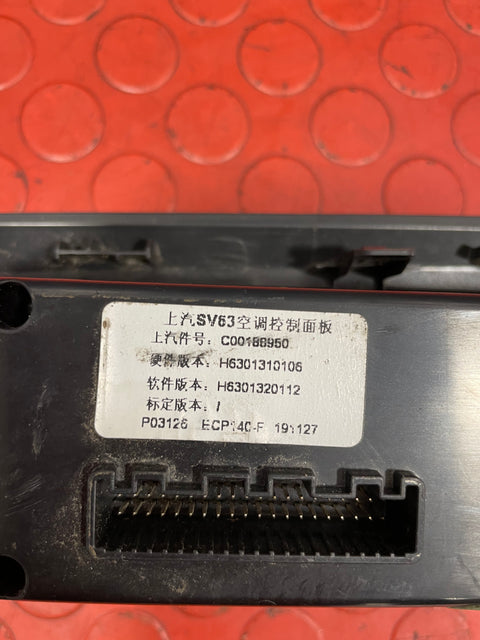 上汽SV63空调控制面板
上汽件号：C00188950
硬件版本：H6301310106
软件版本：H6301320112
标定版本：/
P03126 ECP140-F 191127